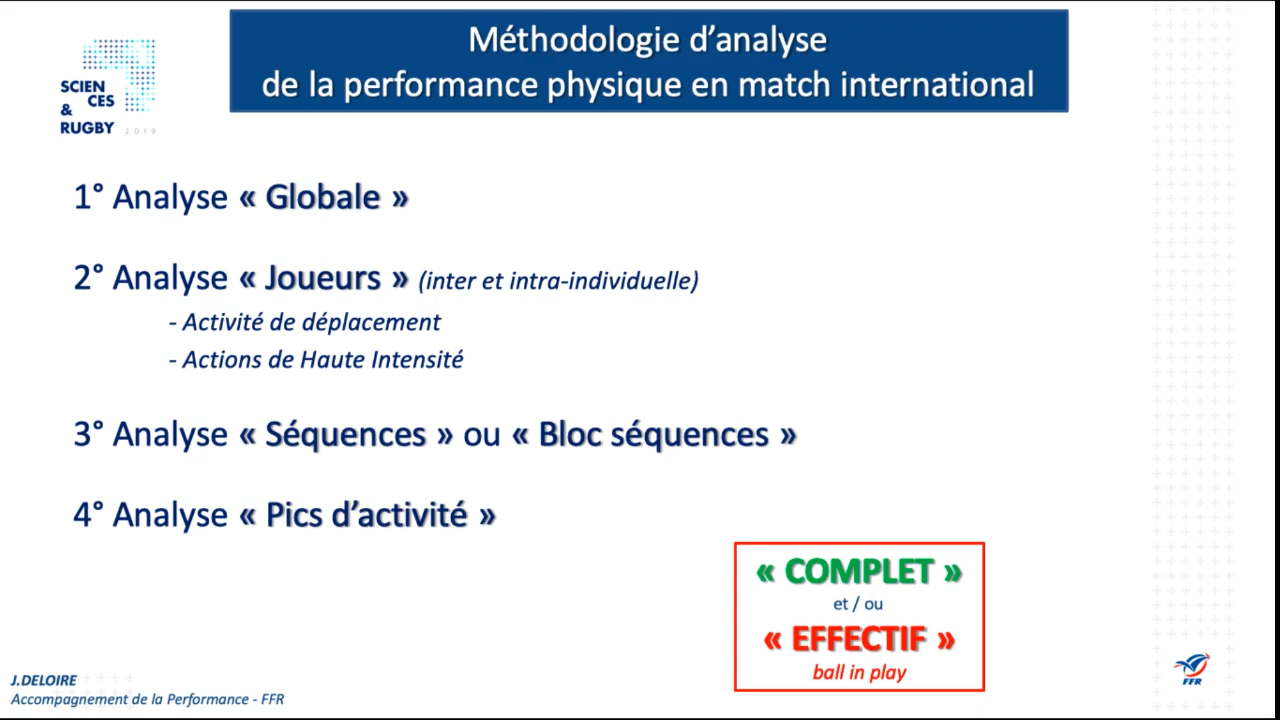 Méthodologie d'analyse
de la performance physique en match international
SCIEN
CES
&
RUGBY 2019
1° Analyse « Globale »
2° Analyse « Joueurs » (inter et intra-individuelle)
- Activité de déplacement
- Actions de Haute Intensité
3° Analyse « Séquences » ou « Bloc séquences »
4° Analyse « Pics d'activité »
« COMPLET »
et / ou
« EFFECTIF »
ball in play
J.DELOIRE
Accompagnement de la Performance - FFR
FFR